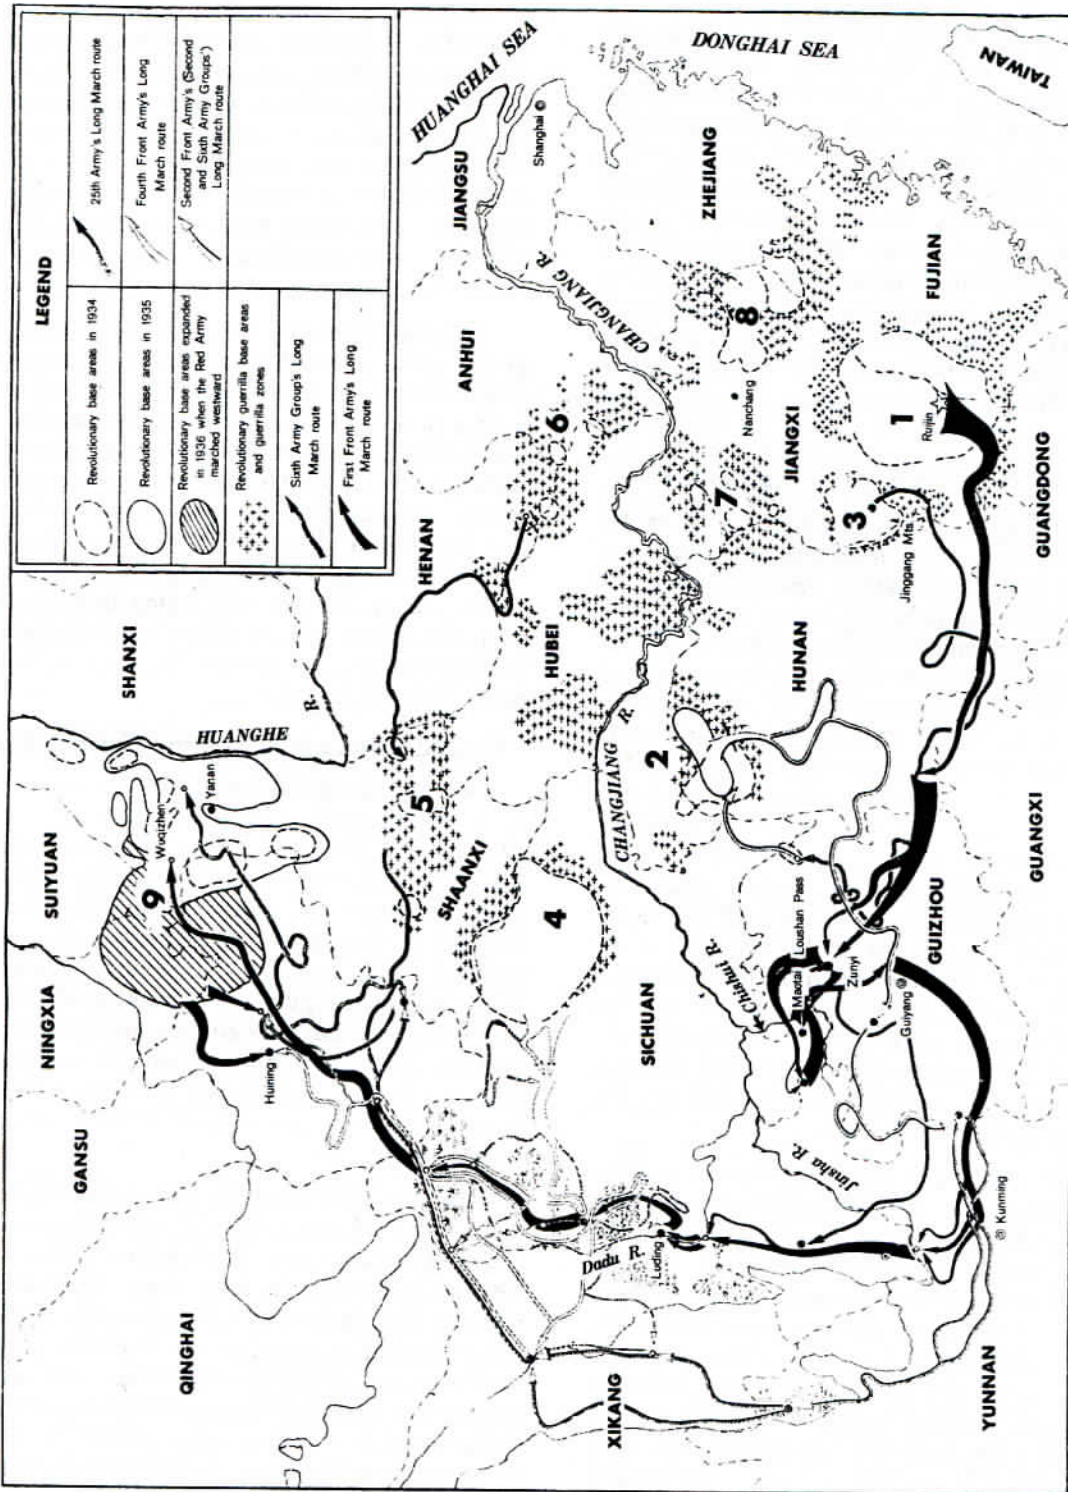 LEGEND
Revolutionary base areas in 1934
Revolutionary base areas in 1935
Revolutionary base areas expanded
in 1936 when the Red Army
marched westward
Revolutionary guerrilla base areas
and guerrilla zones
Sixth Army Group's Long
March route
First Front Army's Long
March route
25th Army's Long March route
Fourth Front Army's Long
March route
Second Front Army's (Second
and Sixth Army Groups')
Long March route
NINGXIA
SUIYUAN
SHANXI
HUANGHE
R.
9
Wuqizhen
Yanan
GANSU
Huining
QINGHAI
SHAANXI
5
HENAN
ANHUI
JIANGSU
HUANGHAI SEA
DONGHAI SEA
Shanghai
HUBEI
6
4
SICHUAN
CHANGJIANG
R.
CHANGJIANG R.
2
XIKANG
Dadu R.
Luding
Jinsha R.
Chishui R.
Maotai
Loushan Pass
Zunyi
Guiyang
GUIZHOU
HUNAN
7
Nanchang
JIANGXI
8
ZHEJIANG
3
Jinggang Mts.
1
Ruijin
FUJIAN
TAIWAN
YUNNAN
Kunming
GUANGXI
GUANGDONG